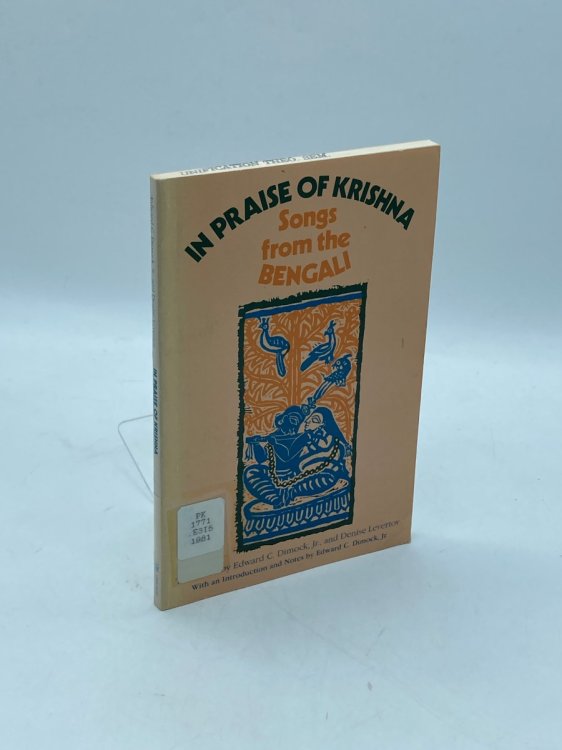 UNIFICATION THEO. SEM.
IN PRAISE OF KRISHNA
Songs
from the
BENGALI
PK
1771
.E3I5
1981
by Edward C. Dimock, Jr. and Denise Levertov
With an Introduction and Notes by Edward C. Dimock, Jr
IN PRAISE OF KRISHNA